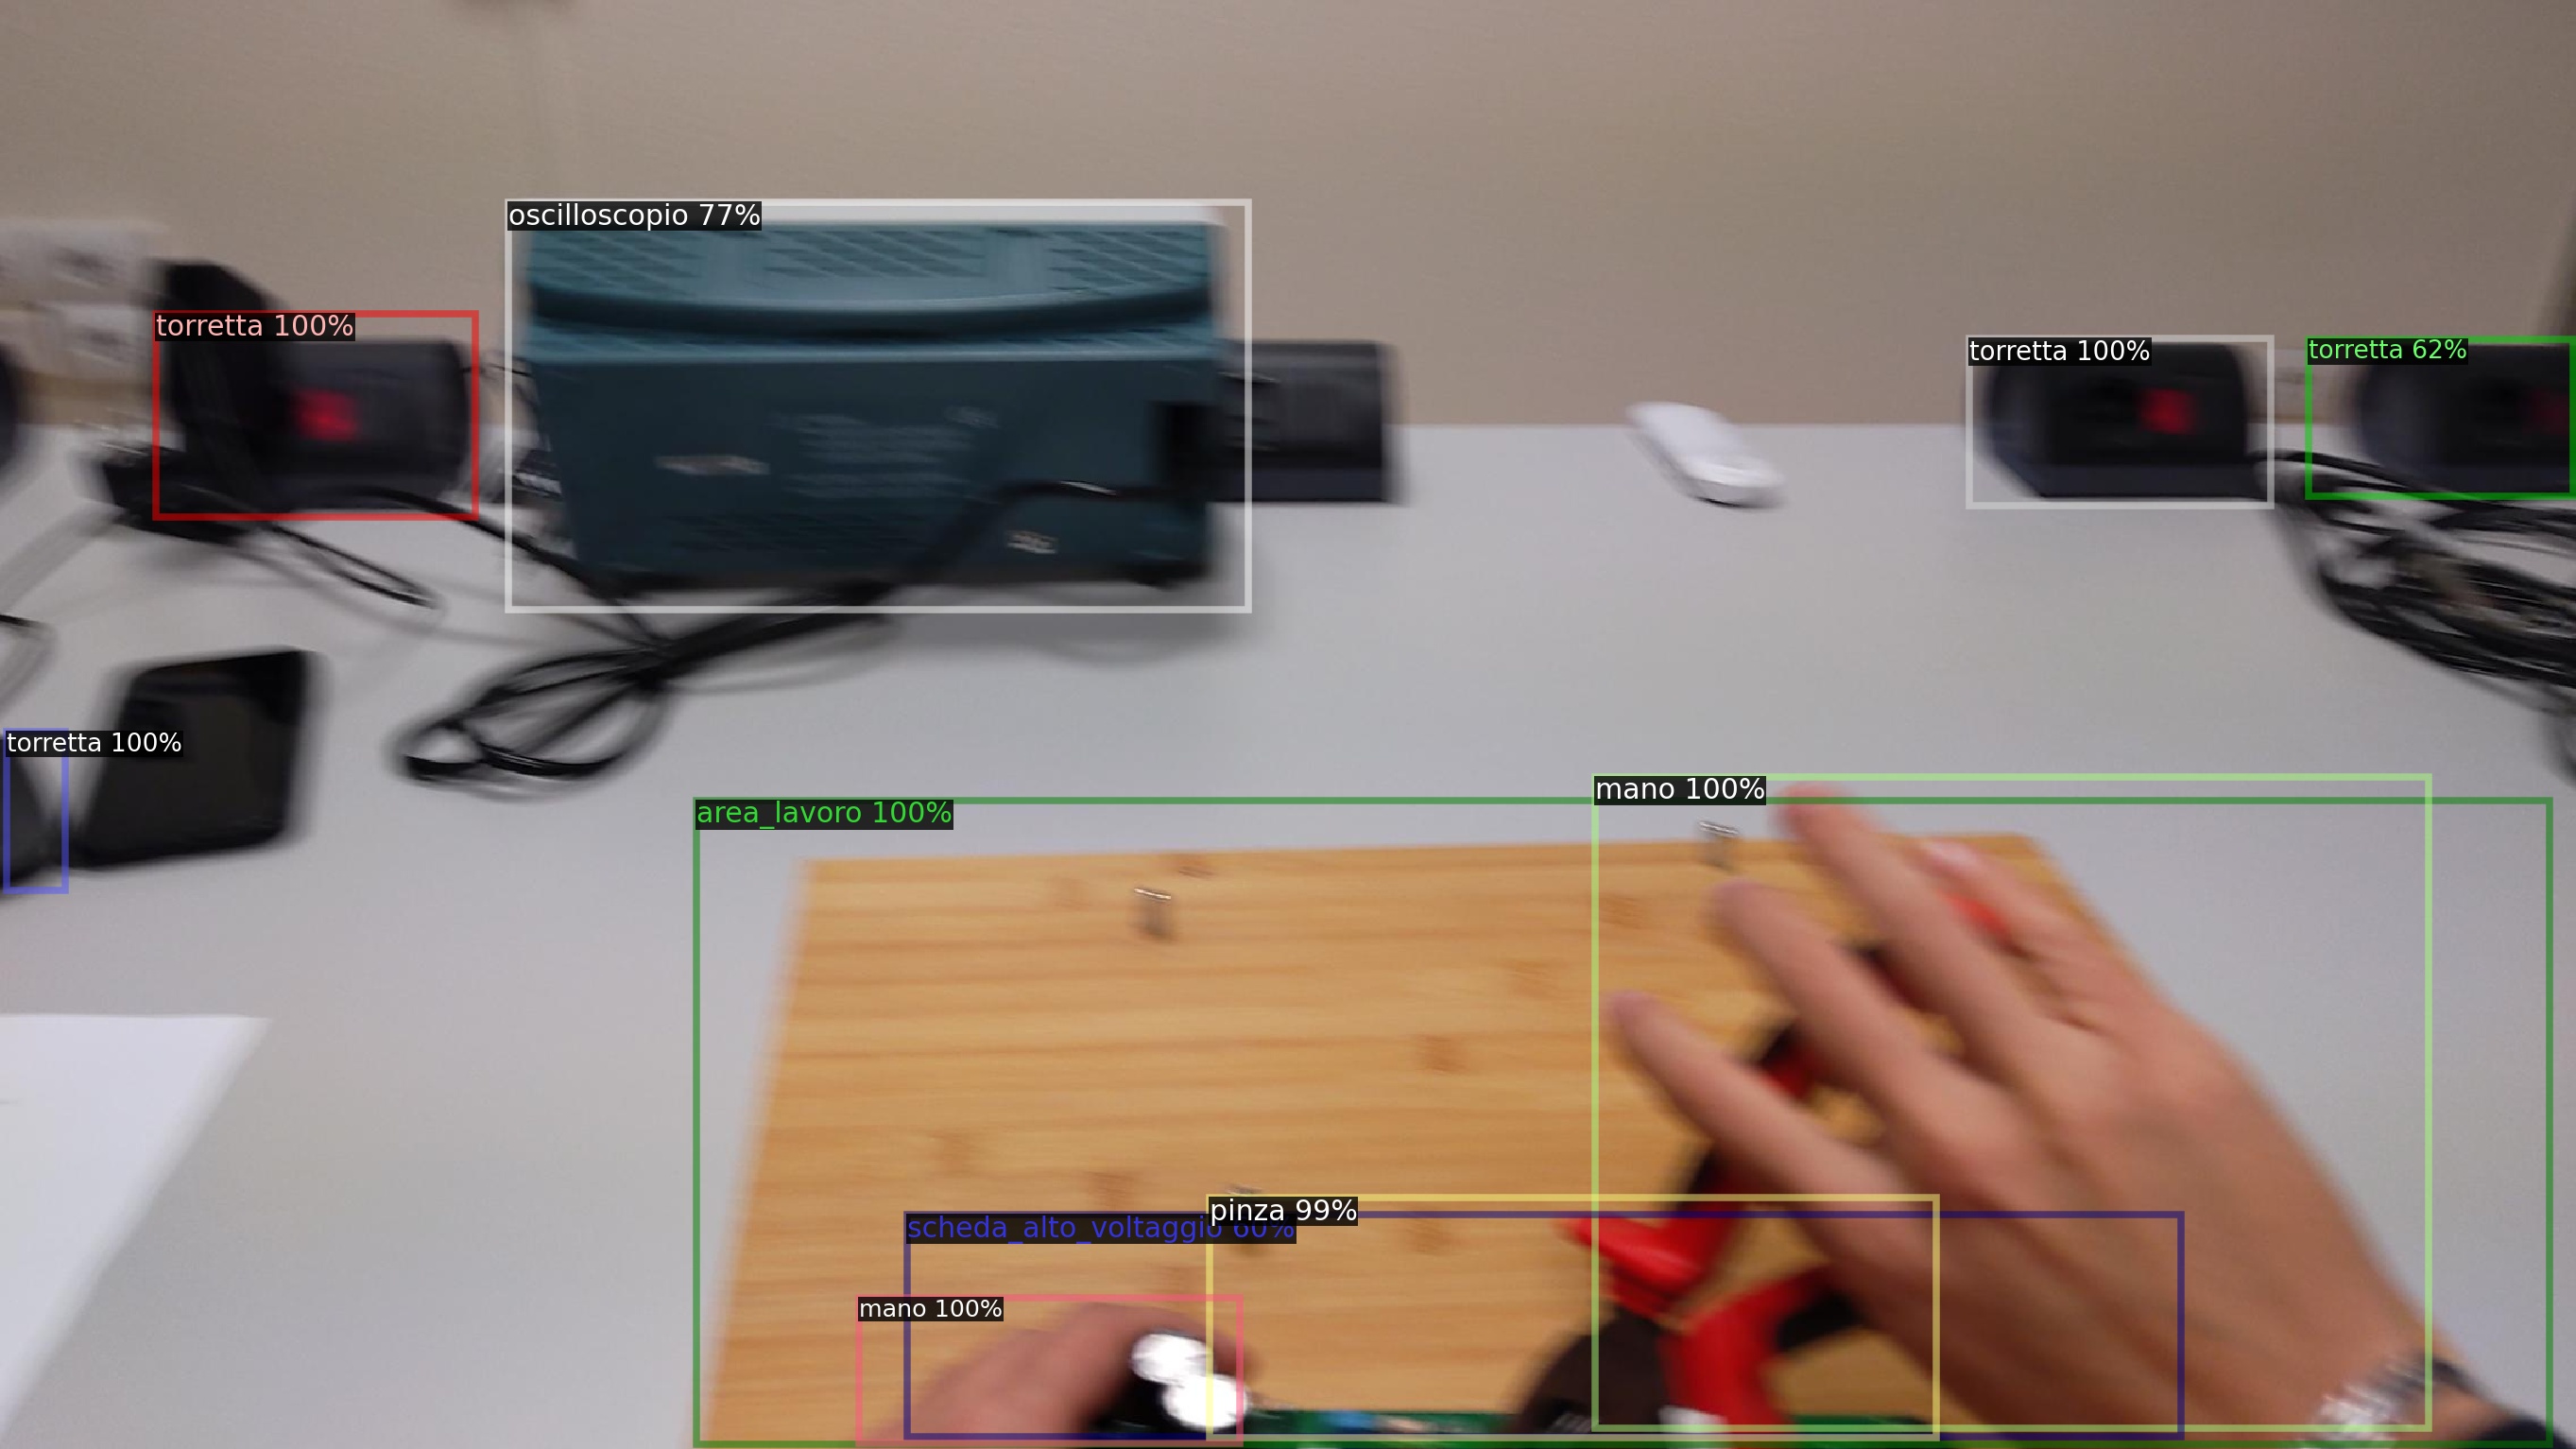 oscilloscopio 77%
torretta 100%
torretta 100%
torretta 62%
torretta 100%
mano 100%
area_lavoro 100%
pinza 99%
scheda_alto_voltaggio 60%
mano 100%